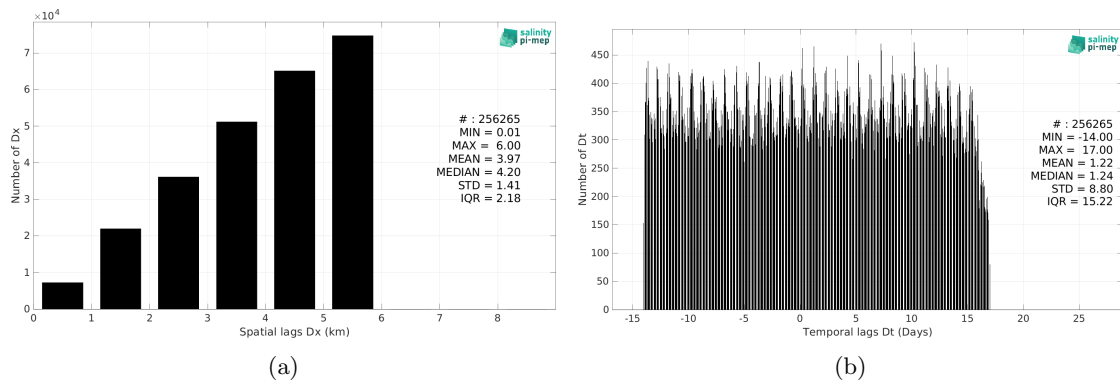 ×10⁴
salinity
pi-mep
7
6
5
4
3
2
1
0
Number of Dx
# : 256265
MIN = 0.01
MAX = 6.00
MEAN = 3.97
MEDIAN = 4.20
STD = 1.41
IQR = 2.18
0 1 2 3 4 5 6 7 8
Spatial lags Dx (km)
(a)
salinity
pi-mep
450
400
350
300
250
200
150
100
50
0
Number of Dt
# : 256265
MIN = -14.00
MAX = 17.00
MEAN = 1.22
MEDIAN = 1.24
STD = 8.80
IQR = 15.22
-15 -10 -5 0 5 10 15 20 25
Temporal lags Dt (Days)
(b)